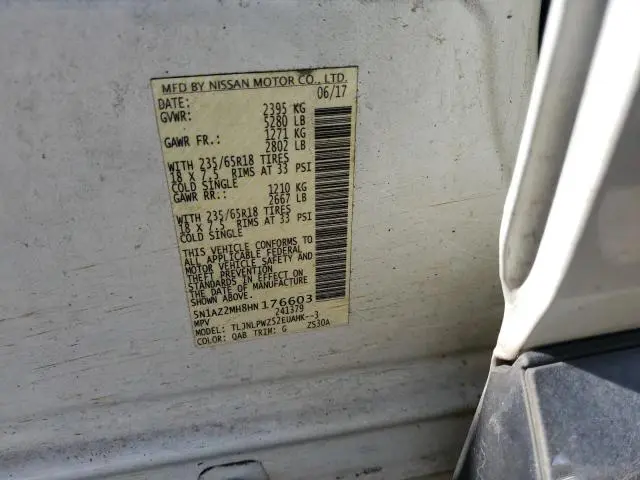 MFD BY NISSAN MOTOR CO., LTD.
DATE: 06/17
GVWR: 2395 KG
5280 LB
GAWR FR.: 1271 KG
2802 LB
WITH 235/65R18 TIRES
18 X 7.5 RIMS AT 33 PSI
COLD SINGLE
GAWR RR.: 1210 KG
2667 LB
WITH 235/65R18 TIRES
18 X 7.5 RIMS AT 33 PSI
COLD SINGLE
THIS VEHICLE CONFORMS TO
ALL APPLICABLE FEDERAL
MOTOR VEHICLE SAFETY AND
THEFT PREVENTION
STANDARDS IN EFFECT ON
THE DATE OF MANUFACTURE
SHOWN ABOVE.
5N1AZ2MH8HN176603
MPV 241379
MODEL: TLJNLPWZ52EUAHK--3
COLOR: QAB TRIM: G ZS30A